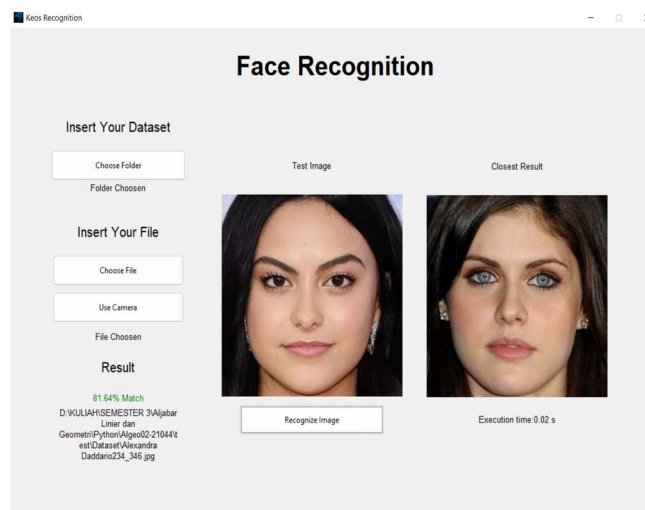 Keos Recognition
Face Recognition
Insert Your Dataset
Choose Folder
Folder Choosen
Insert Your File
Choose File
Use Camera
File Choosen
Result
81.64% Match
D:\KULIAH\SEMESTER 3\Aljabar
Linier dan
Geometri\Python\Algeo02-21044\t
est\Dataset\Alexandra
Daddario234_346.jpg
Test Image
Closest Result
Recognize Image
Execution time:0.02 s